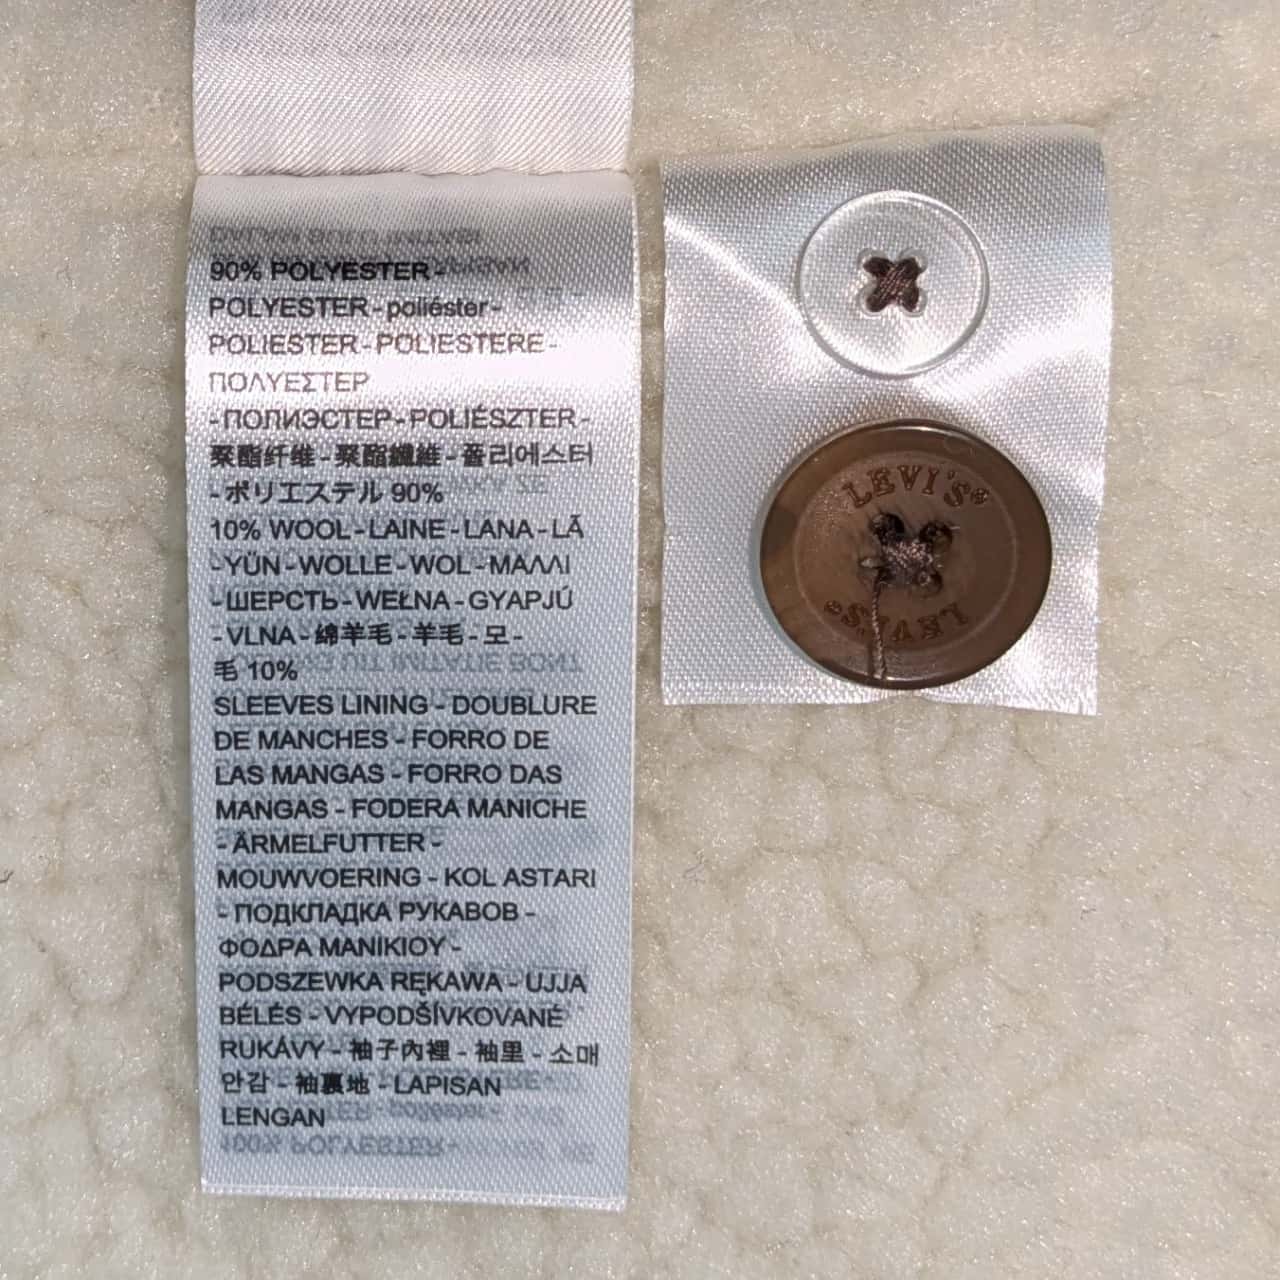 90% POLYESTER -
POLYESTER - poliéster -
POLIESTER - POLIESTERE -
ΠΟΛΥΕΣΤΕΡ
- ПОЛИЭСТЕР - POLIÉSZTER -
聚酯纤维 - 聚酯纖維 - 폴리에스터
- ポリエステル 90%
10% WOOL - LAINE - LANA - LÃ
- YÜN - WOLLE - WOL - ΜΑΛΛΙ
- ШЕРСТЬ - WEŁNA - GYAPJÚ
- VLNA - 綿羊毛 - 羊毛 - 모 -
毛 10%
SLEEVES LINING - DOUBLURE
DE MANCHES - FORRO DE
LAS MANGAS - FORRO DAS
MANGAS - FODERA MANICHE
- ÄRMELFUTTER -
MOUWVOERING - KOL ASTARI
- ПОДКЛАДКА РУКАВОВ -
ΦΟΔΡΑ ΜΑΝΙΚΙΟΥ -
PODSZEWKA RĘKAWA - UJJA
BÉLÉS - VYPODŠÍVKOVANÉ
RUKÁVY - 袖子內裡 - 袖里 - 소매
안감 - 袖裏地 - LAPISAN
LENGAN
100% POLYESTER -
LEVI'S®
LEVI'S®